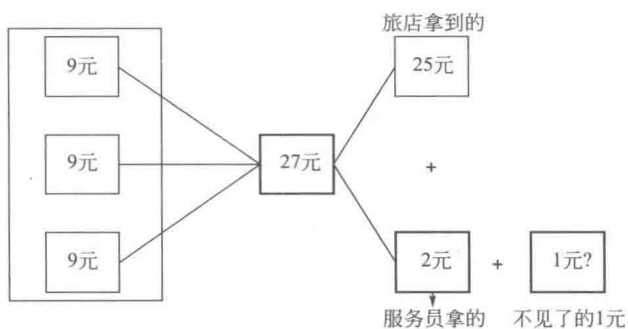 旅店拿到的
9元
25元
9元
27元
+
9元
2元 + 1元?
服务员拿的 不见了的1元